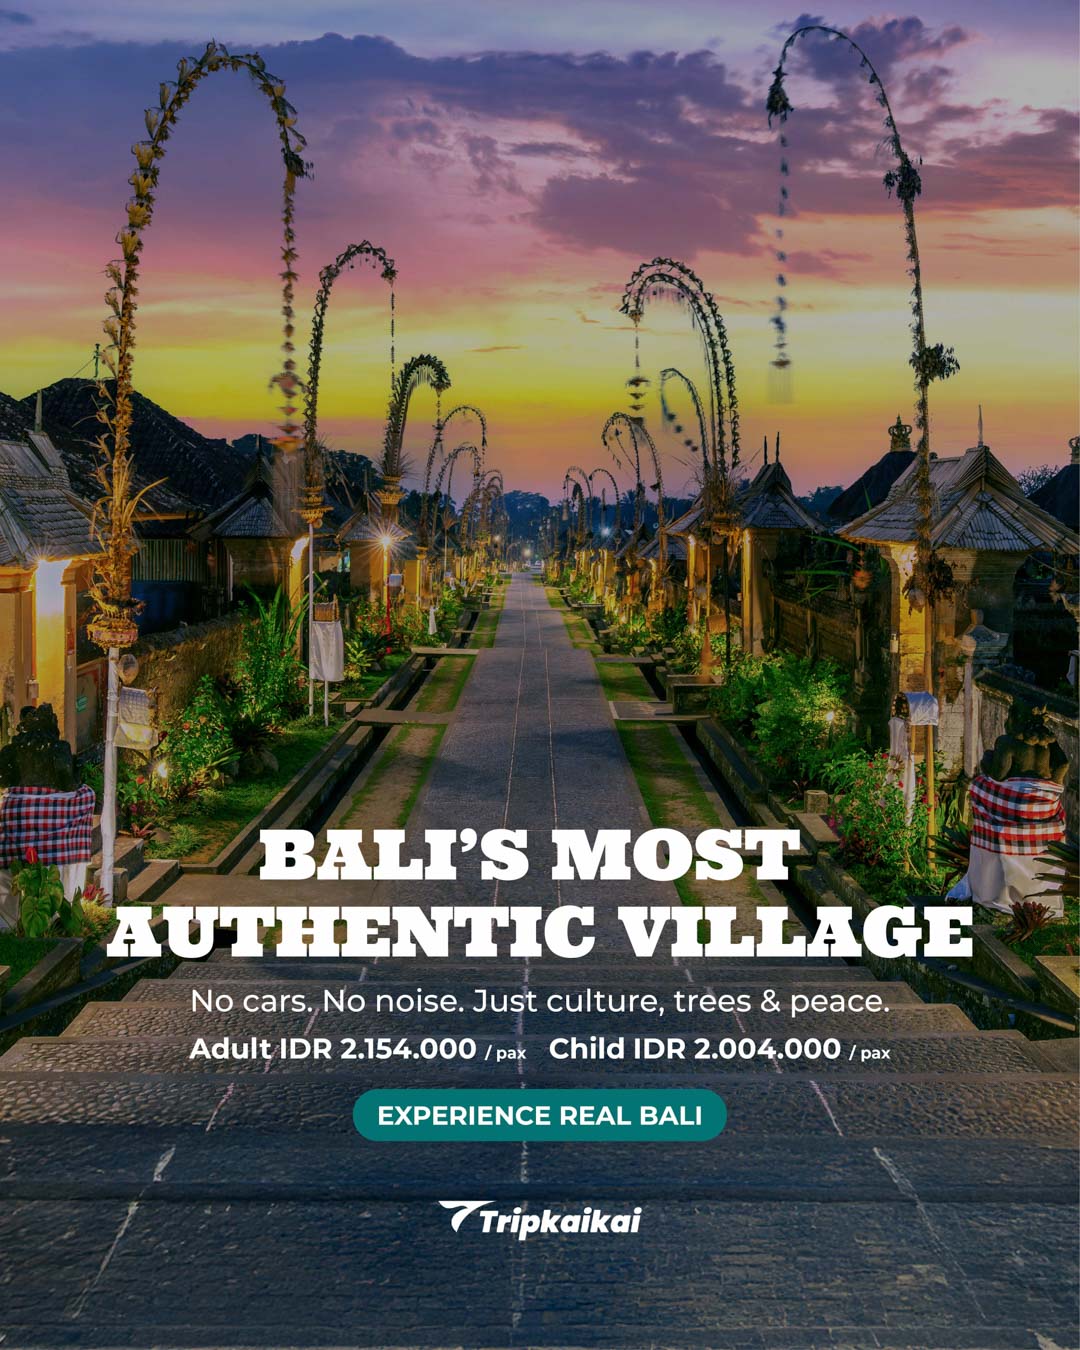 BALI’S MOST
AUTHENTIC VILLAGE
No cars. No noise. Just culture, trees & peace.
Adult IDR 2.154.000 / pax Child IDR 2.004.000 / pax
EXPERIENCE REAL BALI
Tripkaikai